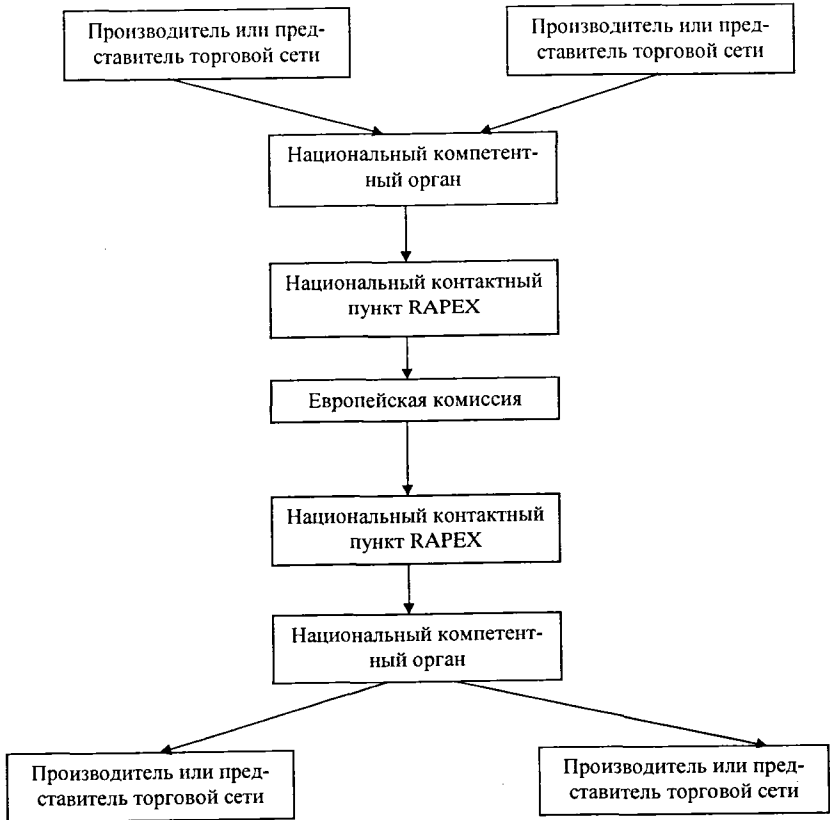 Производитель или пред-
ставитель торговой сети
Производитель или пред-
ставитель торговой сети
Национальный компетент-
ный орган
Национальный контактный
пункт RAPEX
Европейская комиссия
Национальный контактный
пункт RAPEX
Национальный компетент-
ный орган
Производитель или пред-
ставитель торговой сети
Производитель или пред-
ставитель торговой сети